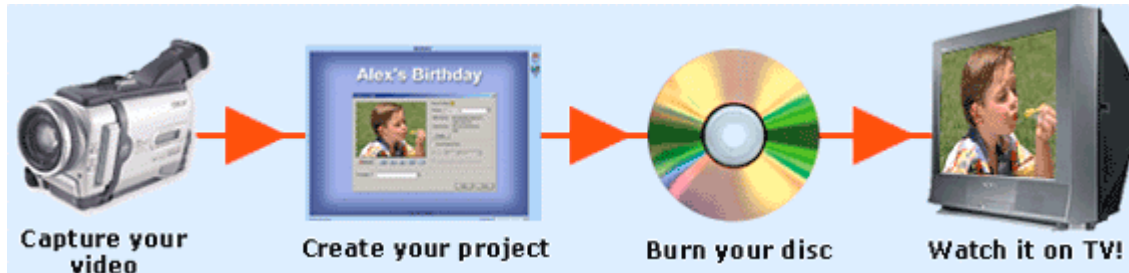 Alex's Birthday
Capture your
video
Create your project
Burn your disc
Watch it on TV!